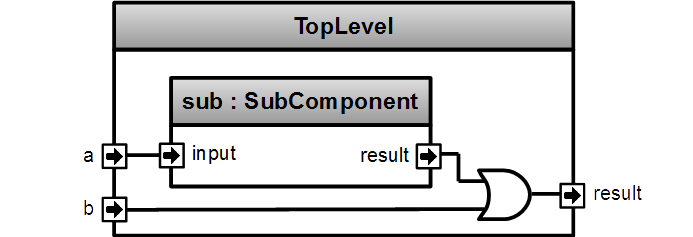 TopLevel
sub : SubComponent
a
input
result
b
result